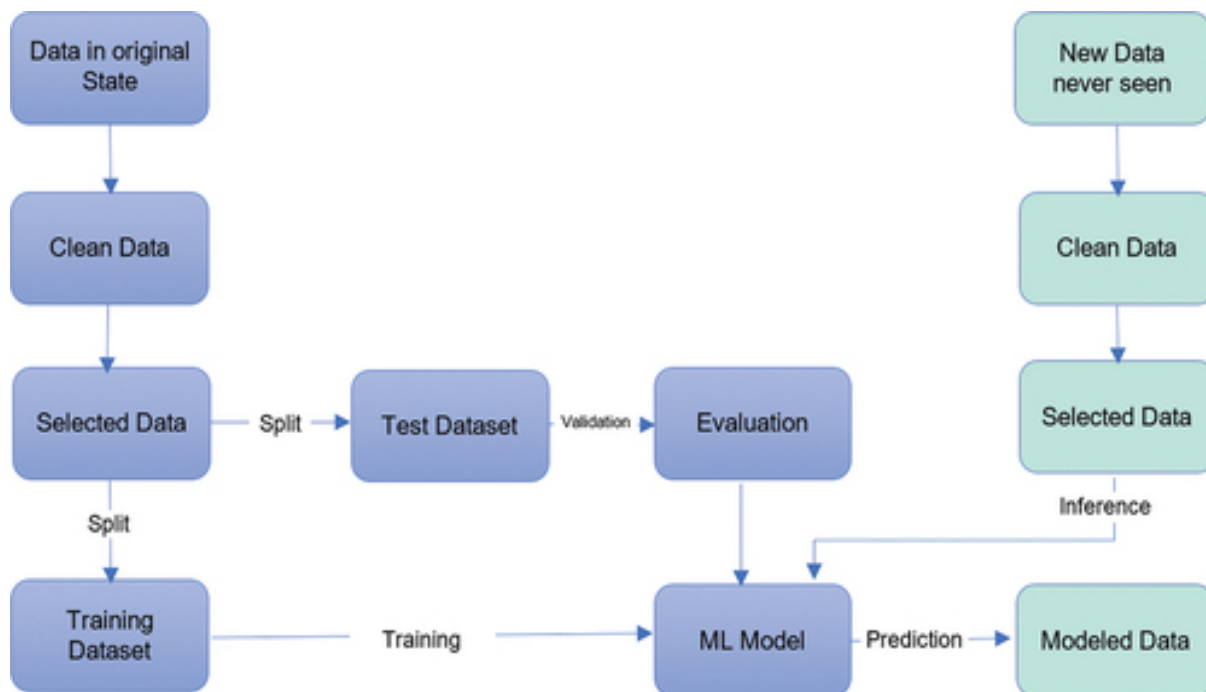 Data in original
State
New Data
never seen
Clean Data
Clean Data
Selected Data
Split
Test Dataset
Validation
Evaluation
Selected Data
Split
Inference
Training
Dataset
Training
ML Model
Prediction
Modeled Data